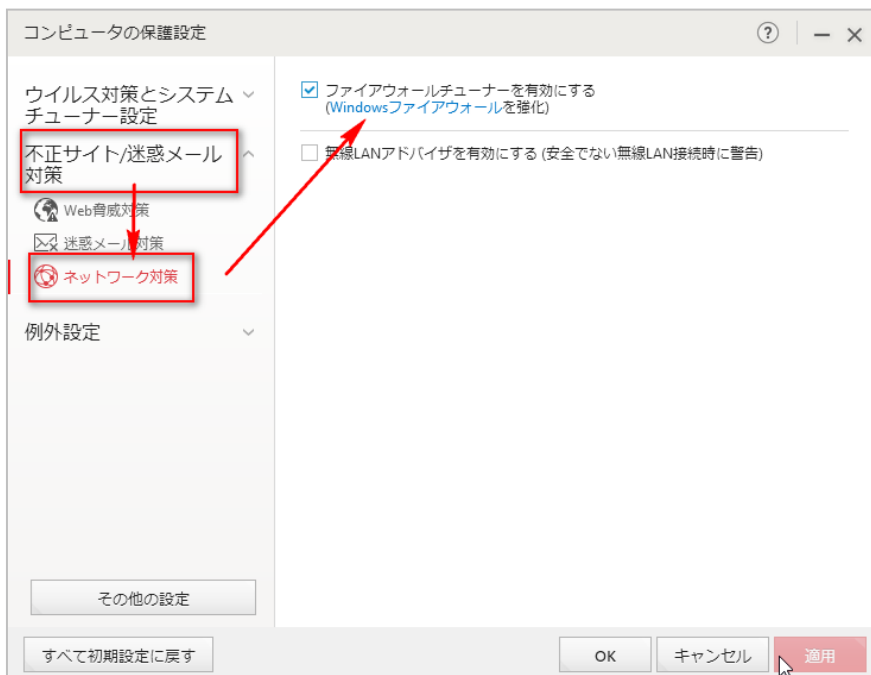 コンピュータの保護設定
ウイルス対策とシステム
チューナー設定
不正サイト/迷惑メール
対策
Web脅威対策
迷惑メール対策
ネットワーク対策
例外設定
その他の設定
ファイアウォールチューナーを有効にする
(Windowsファイアウォールを強化)
無線LANアドバイザを有効にする (安全でない無線LAN接続時に警告)
すべて初期設定に戻す
OK
キャンセル
適用